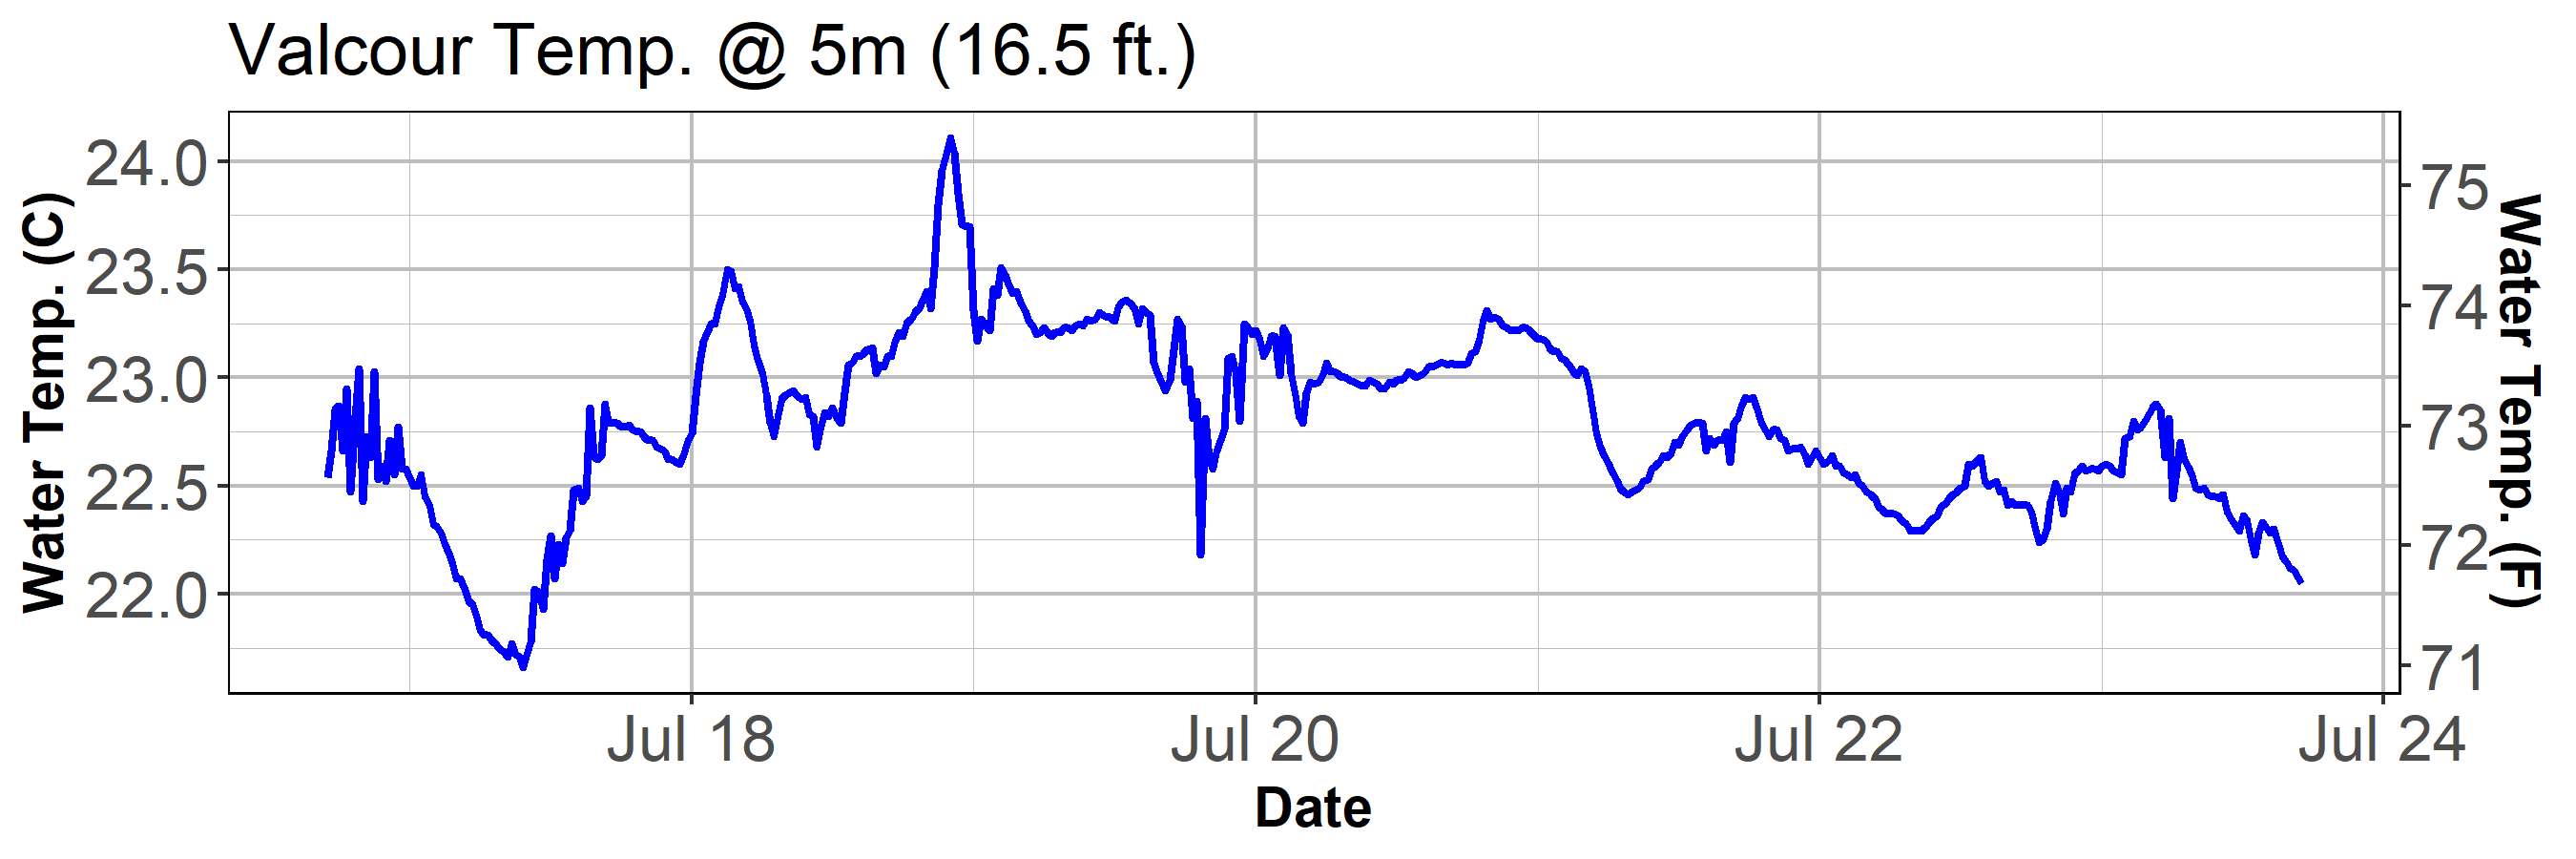 Valcour Temp. @ 5m (16.5 ft.)
Water Temp. (C)
24.0
23.5
23.0
22.5
22.0
75
74
73
72
71
Water Temp. (F)
Jul 18 Jul 20 Jul 22 Jul 24
Date